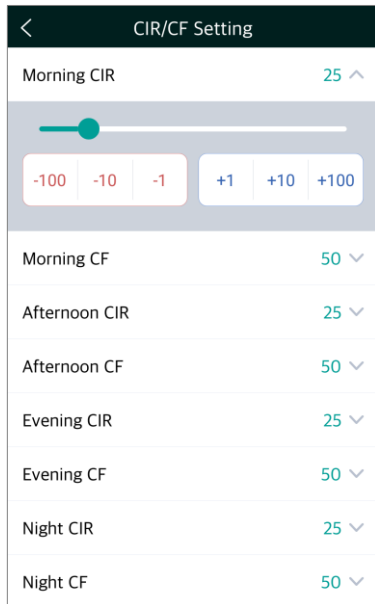 CIR/CF Setting
Morning CIR 25
-100 -10 -1 +1 +10 +100
Morning CF 50
Afternoon CIR 25
Afternoon CF 50
Evening CIR 25
Evening CF 50
Night CIR 25
Night CF 50